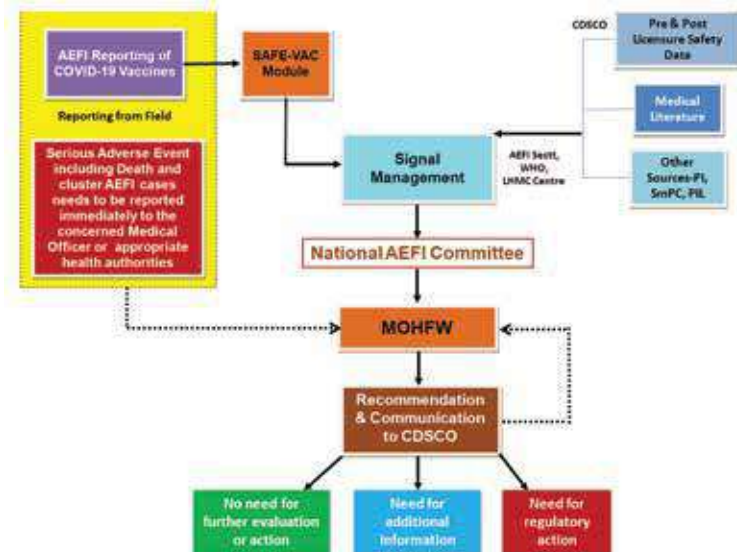 AEFI Reporting of
COVID-19 Vaccines
Reporting from Field
Serious Adverse Event
including Death and
cluster AEFI cases
needs to be reported
immediately to the
concerned Medical
Officer or appropriate
health authorities
SAFE-VAC
Module
CDSCO
Pre & Post
Licensure Safety
Data
Medical
Literature
Other
Sources-PI,
SmPC, PIL
AEFI Sectt,
WHO,
LHMC Centre
Signal
Management
National AEFI Committee
MOHFW
Recommendation
& Communication
to CDSCO
No need for
further evaluation
or action
Need for
additional
Information
Need for
regulatory
action